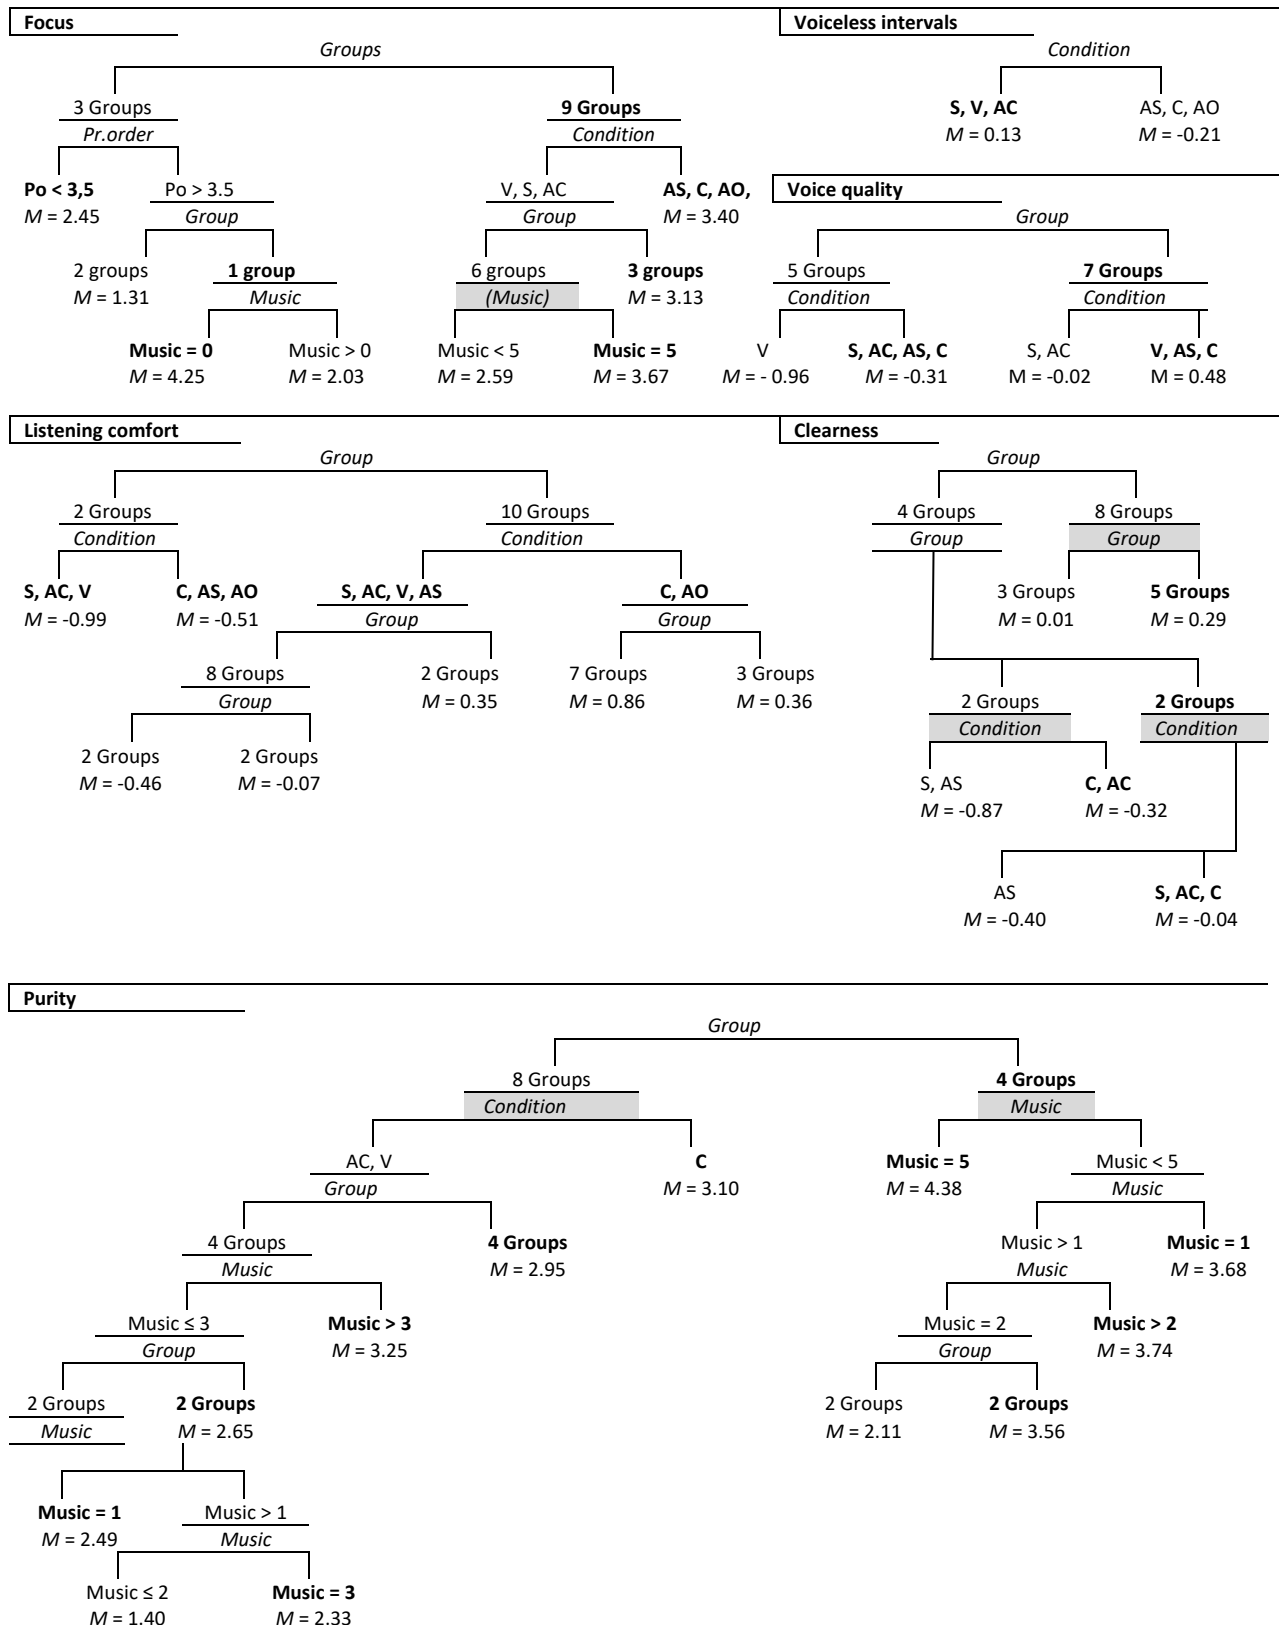 Focus
Groups
3 Groups
Pr.order
9 Groups
Condition
Po < 3,5
M = 2.45
Po > 3.5
Group
V, S, AC
Group
AS, C, AO,
M = 3.40
2 groups
M = 1.31
1 group
Music
6 groups
(Music)
3 groups
M = 3.13
Music = 0
M = 4.25
Music > 0
M = 2.03
Music < 5
M = 2.59
Music = 5
M = 3.67
Voiceless intervals
Condition
S, V, AC
M = 0.13
AS, C, AO
M = -0.21
Voice quality
Group
5 Groups
Condition
7 Groups
Condition
V
M = - 0.96
S, AC, AS, C
M = -0.31
S, AC
M = -0.02
V, AS, C
M = 0.48
Listening comfort
Group
2 Groups
Condition
10 Groups
Condition
S, AC, V
M = -0.99
C, AS, AO
M = -0.51
S, AC, V, AS
Group
C, AO
Group
8 Groups
Group
2 Groups
M = 0.35
7 Groups
M = 0.86
3 Groups
M = 0.36
2 Groups
M = -0.46
2 Groups
M = -0.07
Clearness
Group
4 Groups
Group
8 Groups
Group
3 Groups
M = 0.01
5 Groups
M = 0.29
2 Groups
Condition
2 Groups
Condition
S, AS
M = -0.87
C, AC
M = -0.32
AS
M = -0.40
S, AC, C
M = -0.04
Purity
Group
8 Groups
Condition
4 Groups
Music
AC, V
Group
C
M = 3.10
Music = 5
M = 4.38
Music < 5
Music
4 Groups
Music
4 Groups
M = 2.95
Music > 1
Music
Music = 1
M = 3.68
Music ≤ 3
Group
Music > 3
M = 3.25
Music = 2
Group
Music > 2
M = 3.74
2 Groups
Music
2 Groups
M = 2.65
2 Groups
M = 2.11
2 Groups
M = 3.56
Music = 1
M = 2.49
Music > 1
Music
Music ≤ 2
M = 1.40
Music = 3
M = 2.33